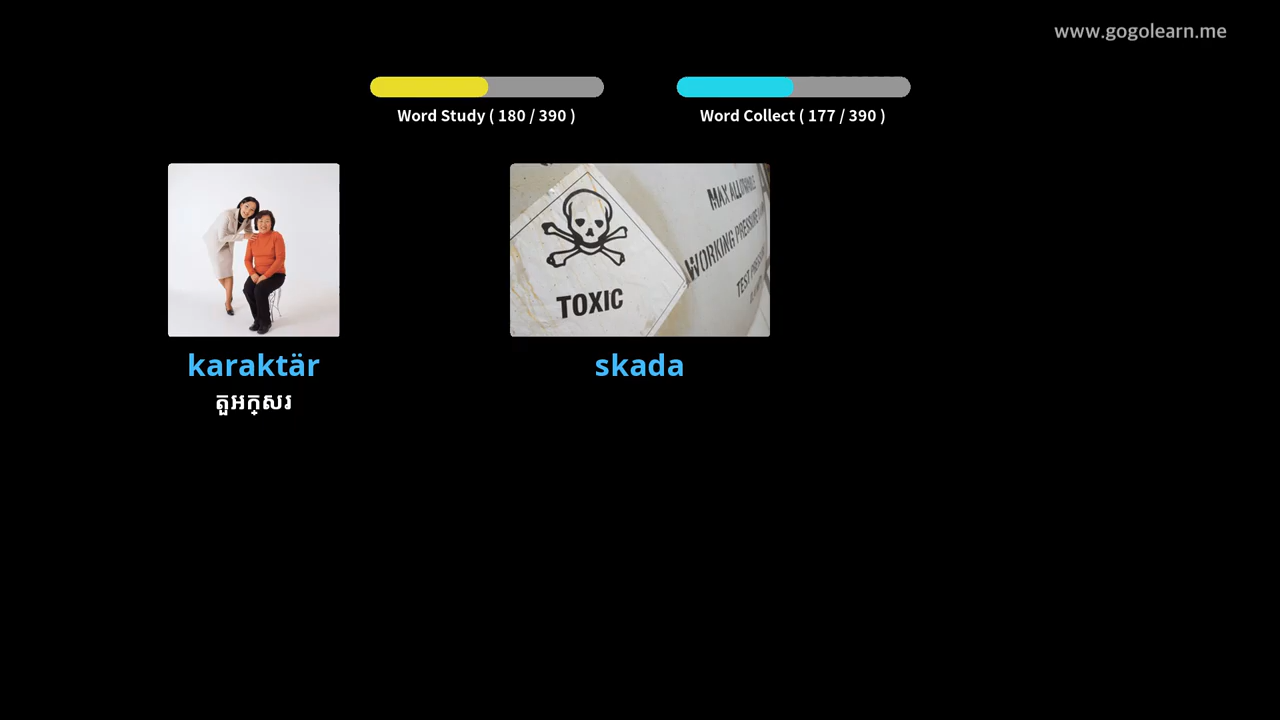 www.gogolearn.me
Word Study ( 180 / 390 )
Word Collect ( 177 / 390 )
TOXIC
MAX ALLOWABLE
WORKING PRESSURE
TEST PRESSURE
karaktär
តួអក្សរ
skada